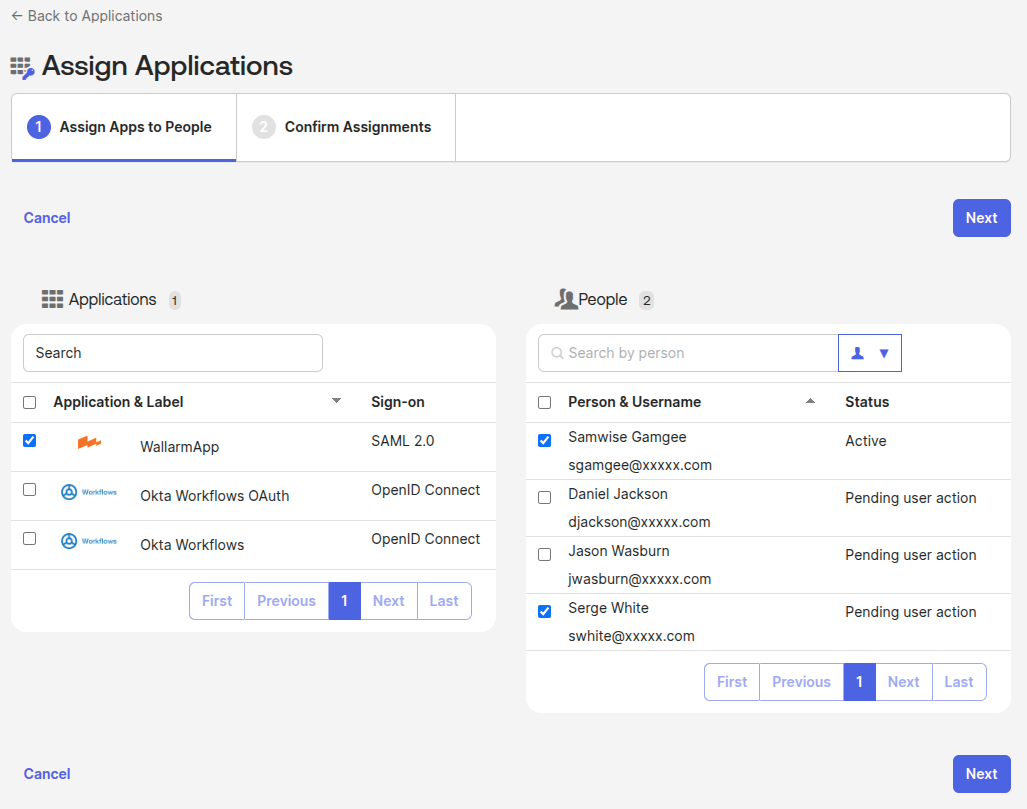 ← Back to Applications
Assign Applications
1 Assign Apps to People
2 Confirm Assignments
Cancel
Next
Applications 1
Search
Application & Label Sign-on
WallarmApp SAML 2.0
Workflows Okta Workflows OAuth OpenID Connect
Workflows Okta Workflows OpenID Connect
First Previous 1 Next Last
People 2
Search by person
Person & Username Status
Samwise Gamgee Active
sgamgee@xxxxx.com
Daniel Jackson Pending user action
djackson@xxxxx.com
Jason Wasburn Pending user action
jwasburn@xxxxx.com
Serge White Pending user action
swhite@xxxxx.com
First Previous 1 Next Last
Cancel
Next